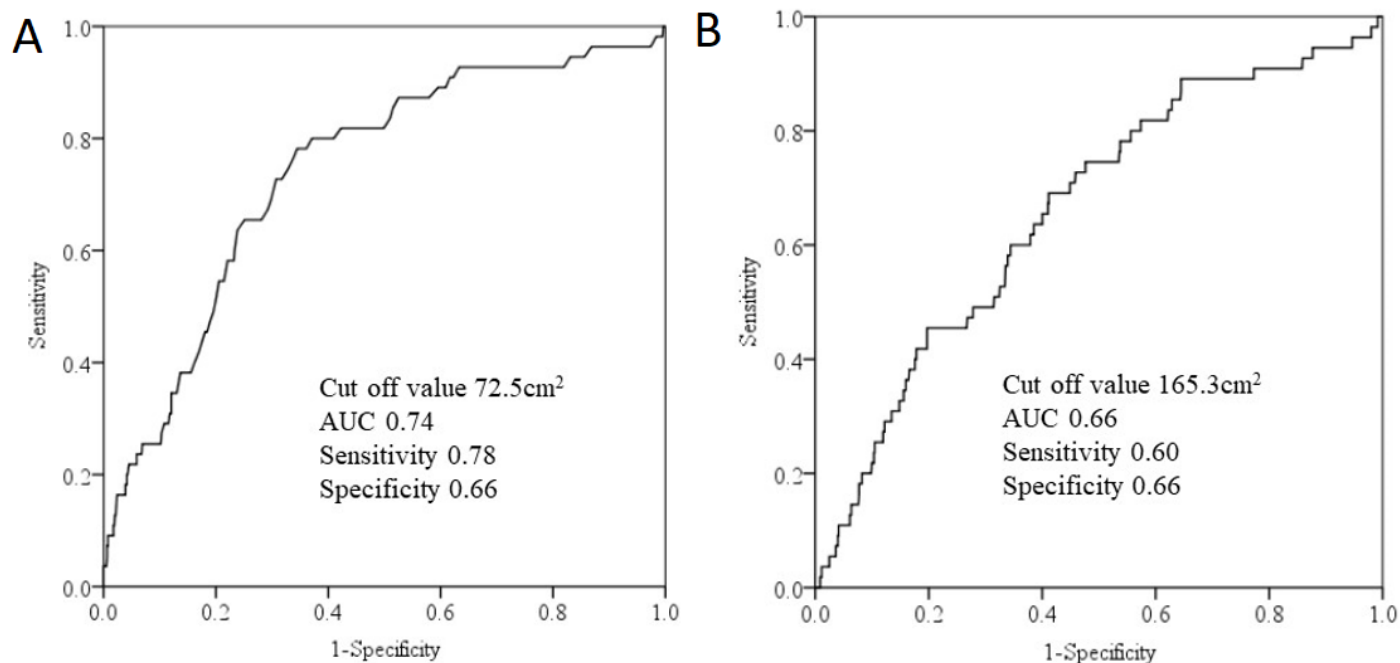 A
1.0
0.8
0.6
0.4
0.2
0.0
Sensitivity
Cut off value 72.5cm²
AUC 0.74
Sensitivity 0.78
Specificity 0.66
0.0 0.2 0.4 0.6 0.8 1.0
1-Specificity
B
1.0
0.8
0.6
0.4
0.2
0.0
Sensitivity
Cut off value 165.3cm²
AUC 0.66
Sensitivity 0.60
Specificity 0.66
0.0 0.2 0.4 0.6 0.8 1.0
1-Specificity